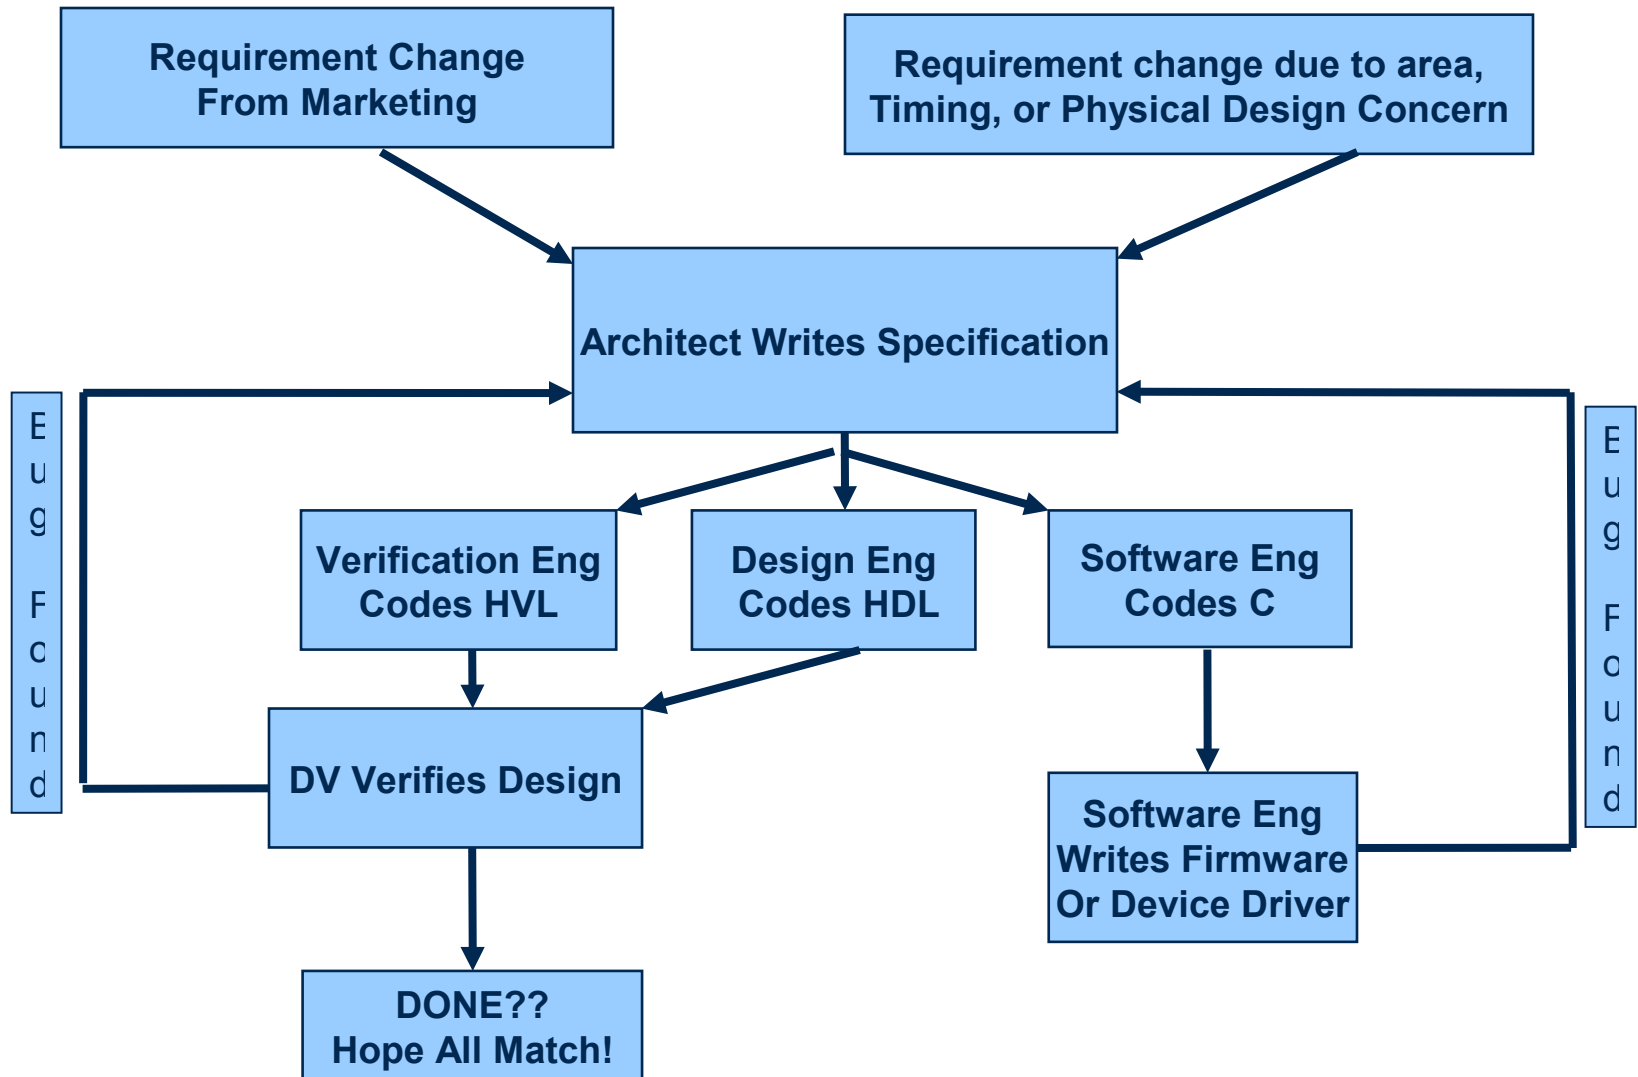 Requirement Change
From Marketing
Requirement change due to area,
Timing, or Physical Design Concern
Architect Writes Specification
Bug Found
Bug Found
Verification Eng
Codes HVL
Design Eng
Codes HDL
Software Eng
Codes C
DV Verifies Design
Software Eng
Writes Firmware
Or Device Driver
DONE??
Hope All Match!